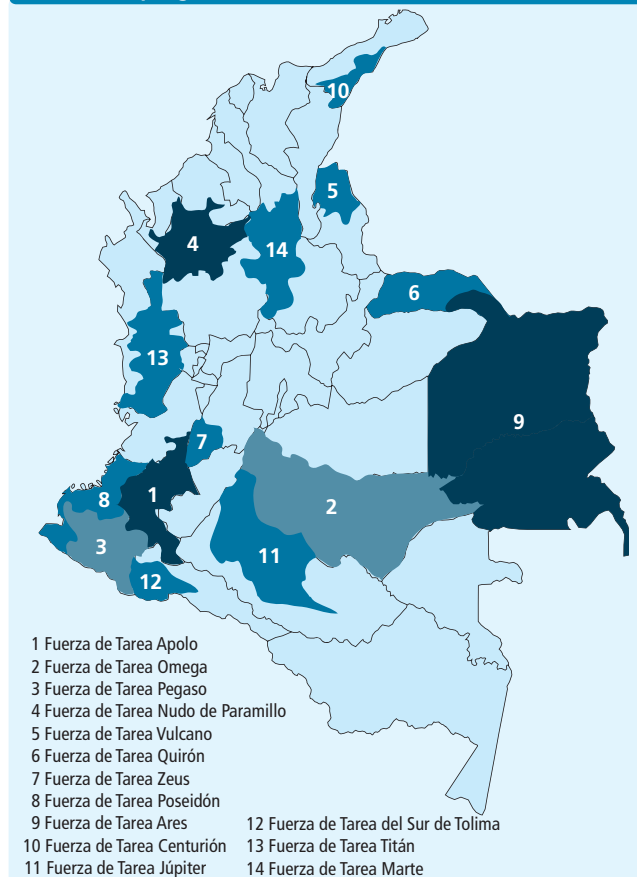 10
5
4
14
6
13
9
7
1
8
2
3
11
12
1 Fuerza de Tarea Apolo
2 Fuerza de Tarea Omega
3 Fuerza de Tarea Pegaso
4 Fuerza de Tarea Nudo de Paramillo
5 Fuerza de Tarea Vulcano
6 Fuerza de Tarea Quirón
7 Fuerza de Tarea Zeus
8 Fuerza de Tarea Poseidón
9 Fuerza de Tarea Ares
10 Fuerza de Tarea Centurión
11 Fuerza de Tarea Júpiter
12 Fuerza de Tarea del Sur de Tolima
13 Fuerza de Tarea Titán
14 Fuerza de Tarea Marte